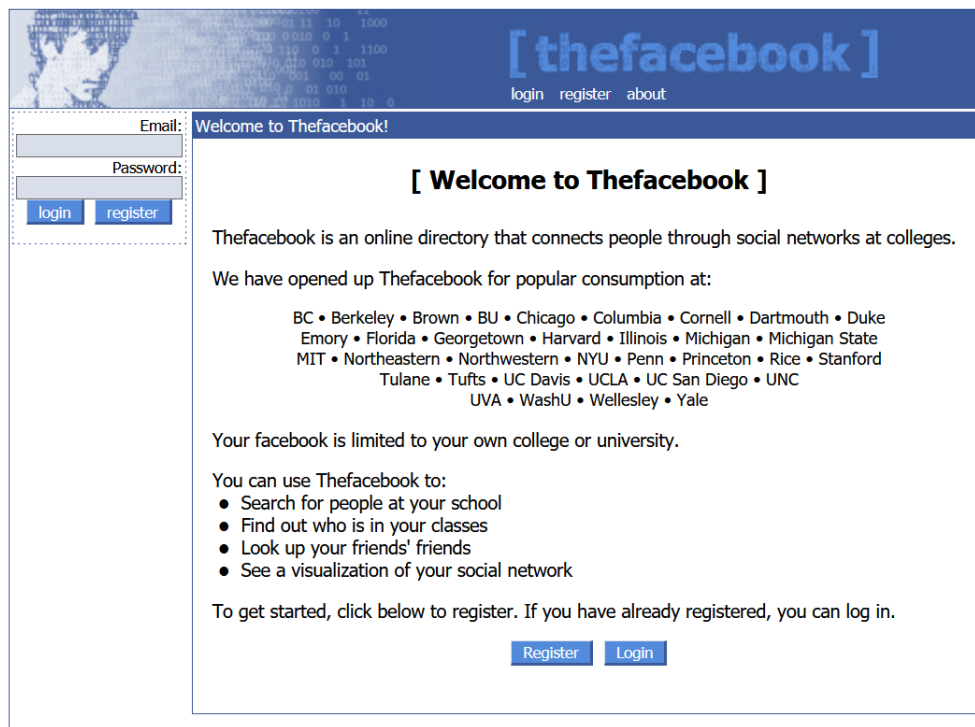 [thefacebook]
login register about
Email:
Password:
login register
Welcome to Thefacebook!
[ Welcome to Thefacebook ]
Thefacebook is an online directory that connects people through social networks at colleges.
We have opened up Thefacebook for popular consumption at:
BC • Berkeley • Brown • BU • Chicago • Columbia • Cornell • Dartmouth • Duke
Emory • Florida • Georgetown • Harvard • Illinois • Michigan • Michigan State
MIT • Northeastern • Northwestern • NYU • Penn • Princeton • Rice • Stanford
Tulane • Tufts • UC Davis • UCLA • UC San Diego • UNC
UVA • WashU • Wellesley • Yale
Your facebook is limited to your own college or university.
You can use Thefacebook to:
● Search for people at your school
● Find out who is in your classes
● Look up your friends' friends
● See a visualization of your social network
To get started, click below to register. If you have already registered, you can log in.
Register Login